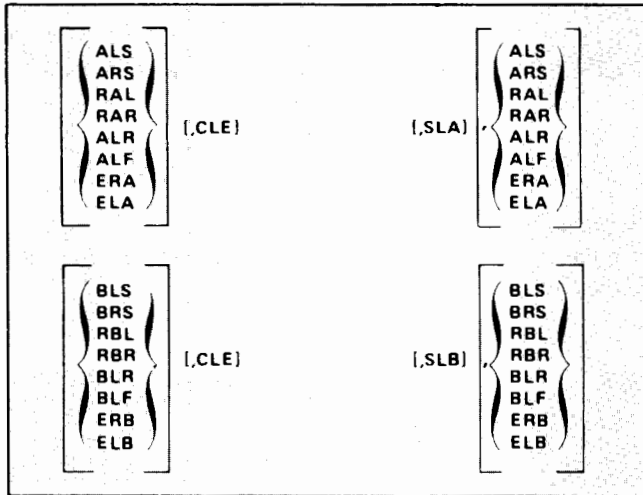 ALS ALS
ARS ARS
RAL RAL
RAR RAR
[,CLE] [,SLA] ,
ALR ALR
ALF ALF
ERA ERA
ELA ELA
BLS BLS
BRS BRS
RBL RBL
RBR RBR
[,CLE] [,SLB] ,
BLR BLR
BLF BLF
ERB ERB
ELB ELB